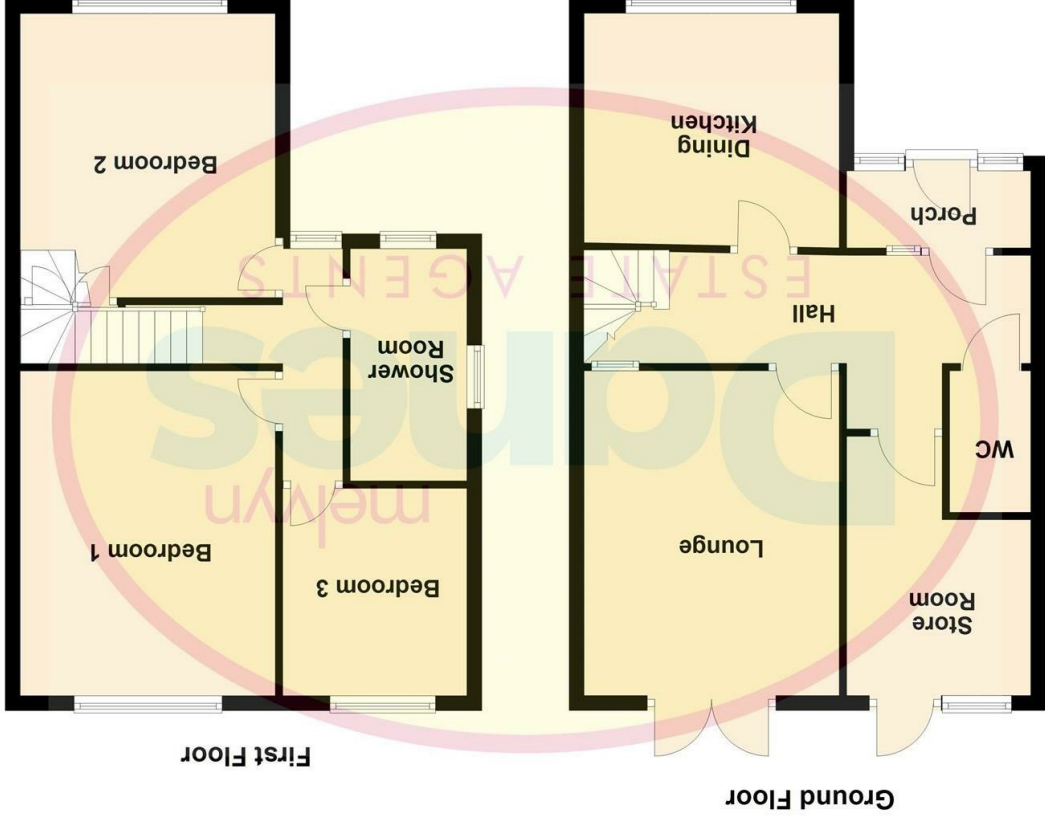 Ground Floor
Store
Room
Lounge
WC
Hall
Porch
Dining
Kitchen
First Floor
Bedroom 3
Bedroom 1
Shower
Room
Bedroom 2
melvyn
Danes
ESTATE AGENTS